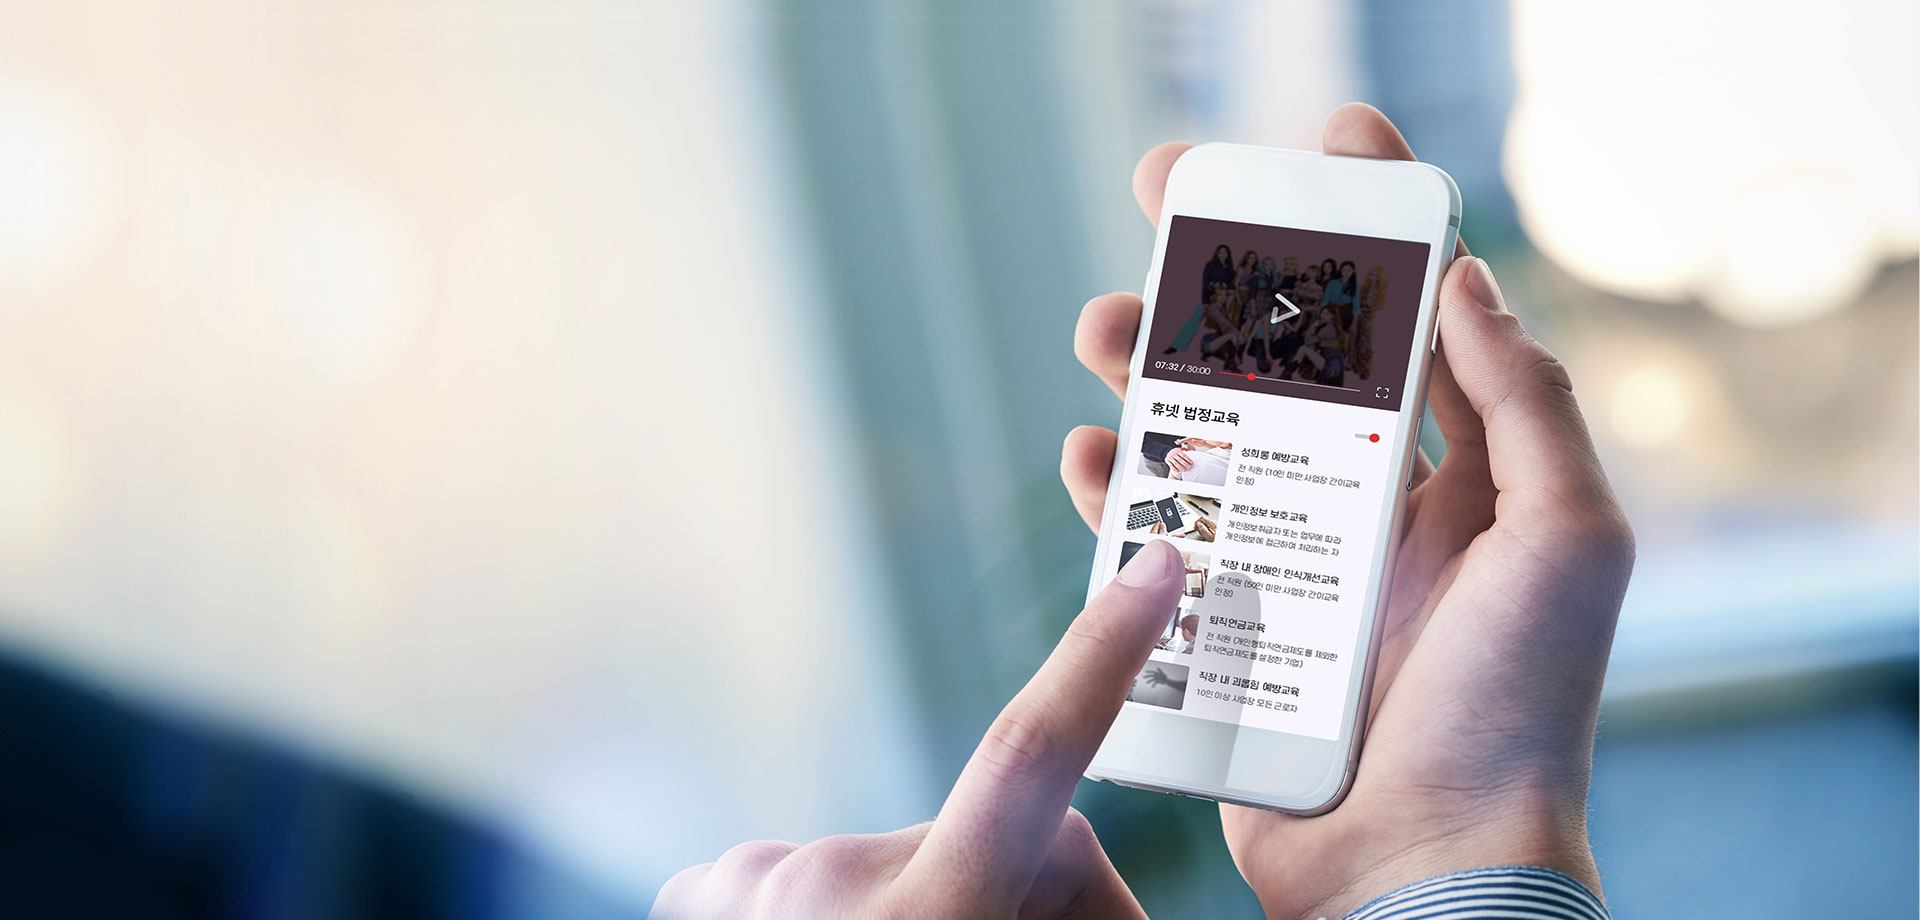 07:32 / 30:00
휴넷 법정교육
성희롱 예방교육
전 직원 (10인 미만 사업장 간이교육
인정)
개인정보 보호교육
개인정보취급자 또는 업무에 따라
개인정보에 접근하여 처리하는 자
직장 내 장애인 인식개선교육
전 직원 (50인 미만 사업장 간이교육
인정)
퇴직연금교육
전 직원 (개인형퇴직연금제도를 제외한
퇴직연금제도를 설정한 기업)
직장 내 괴롭힘 예방교육
10인 이상 사업장 모든 근로자